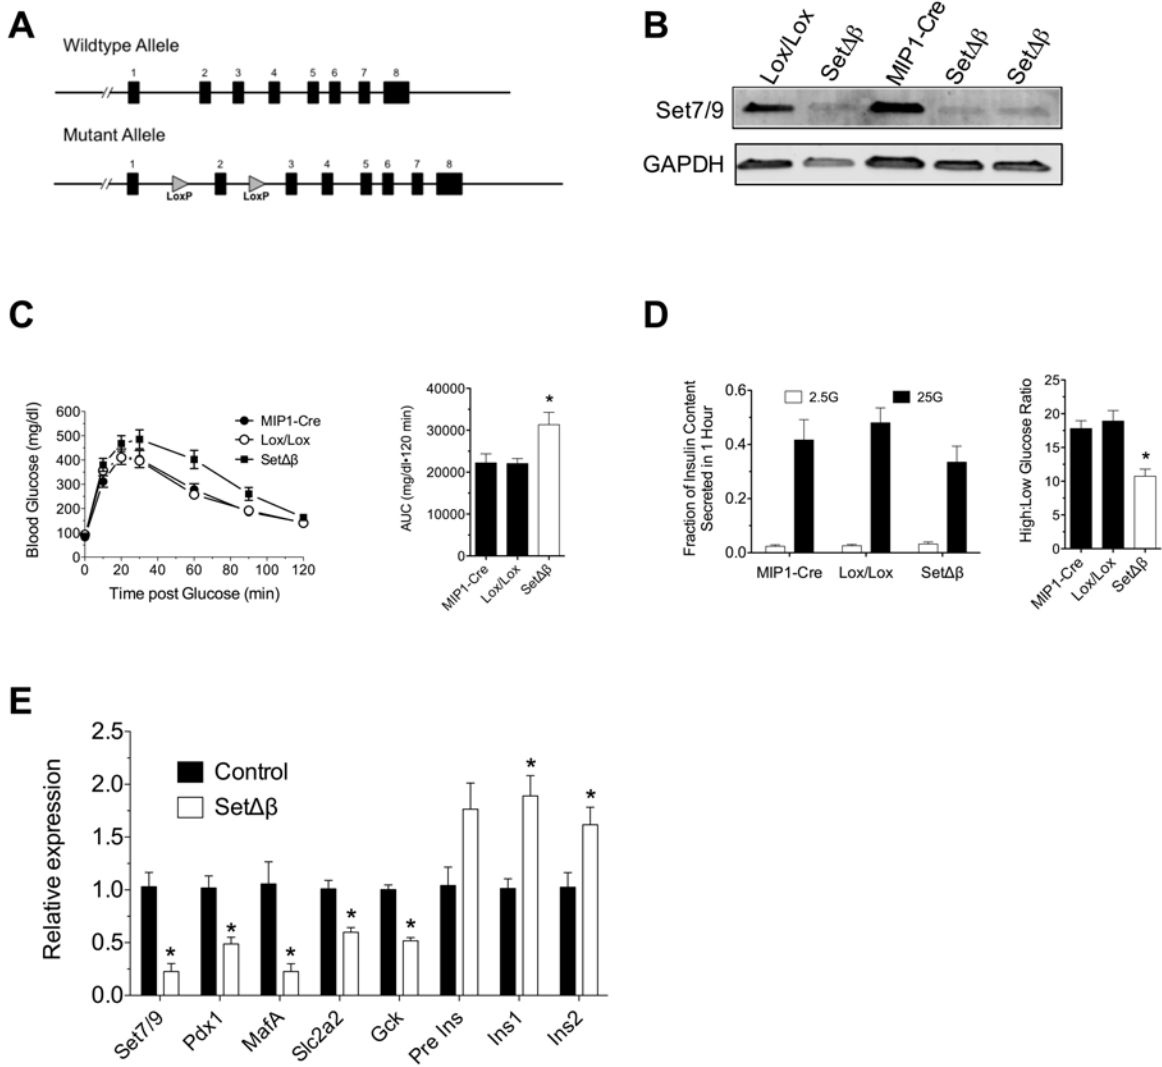 A
Wildtype Allele
1 2 3 4 5 6 7 8
Mutant Allele
1 2 3 4 5 6 7 8
LoxP LoxP
B
Lox/Lox SetΔβ MIP1-Cre SetΔβ SetΔβ
Set7/9
GAPDH
C
Blood Glucose (mg/dl)
600
500
400
300
200
100
0
0 20 40 60 80 100 120
Time post Glucose (min)
MIP1-Cre
Lox/Lox
SetΔβ
AUC (mg/dl•120 min)
40000
30000
20000
10000
0
*
MIP1-Cre Lox/Lox SetΔβ
D
Fraction of Insulin Content
Secreted in 1 Hour
0.6
0.4
0.2
0.0
2.5G 25G
MIP1-Cre Lox/Lox SetΔβ
High:Low Glucose Ratio
25
20
15
10
5
0
*
MIP1-Cre Lox/Lox SetΔβ
E
Relative expression
2.5
2.0
1.5
1.0
0.5
0.0
Control
SetΔβ
* * * * * * *
Set7/9 Pdx1 MafA Slc2a2 Gck Pre Ins Ins1 Ins2